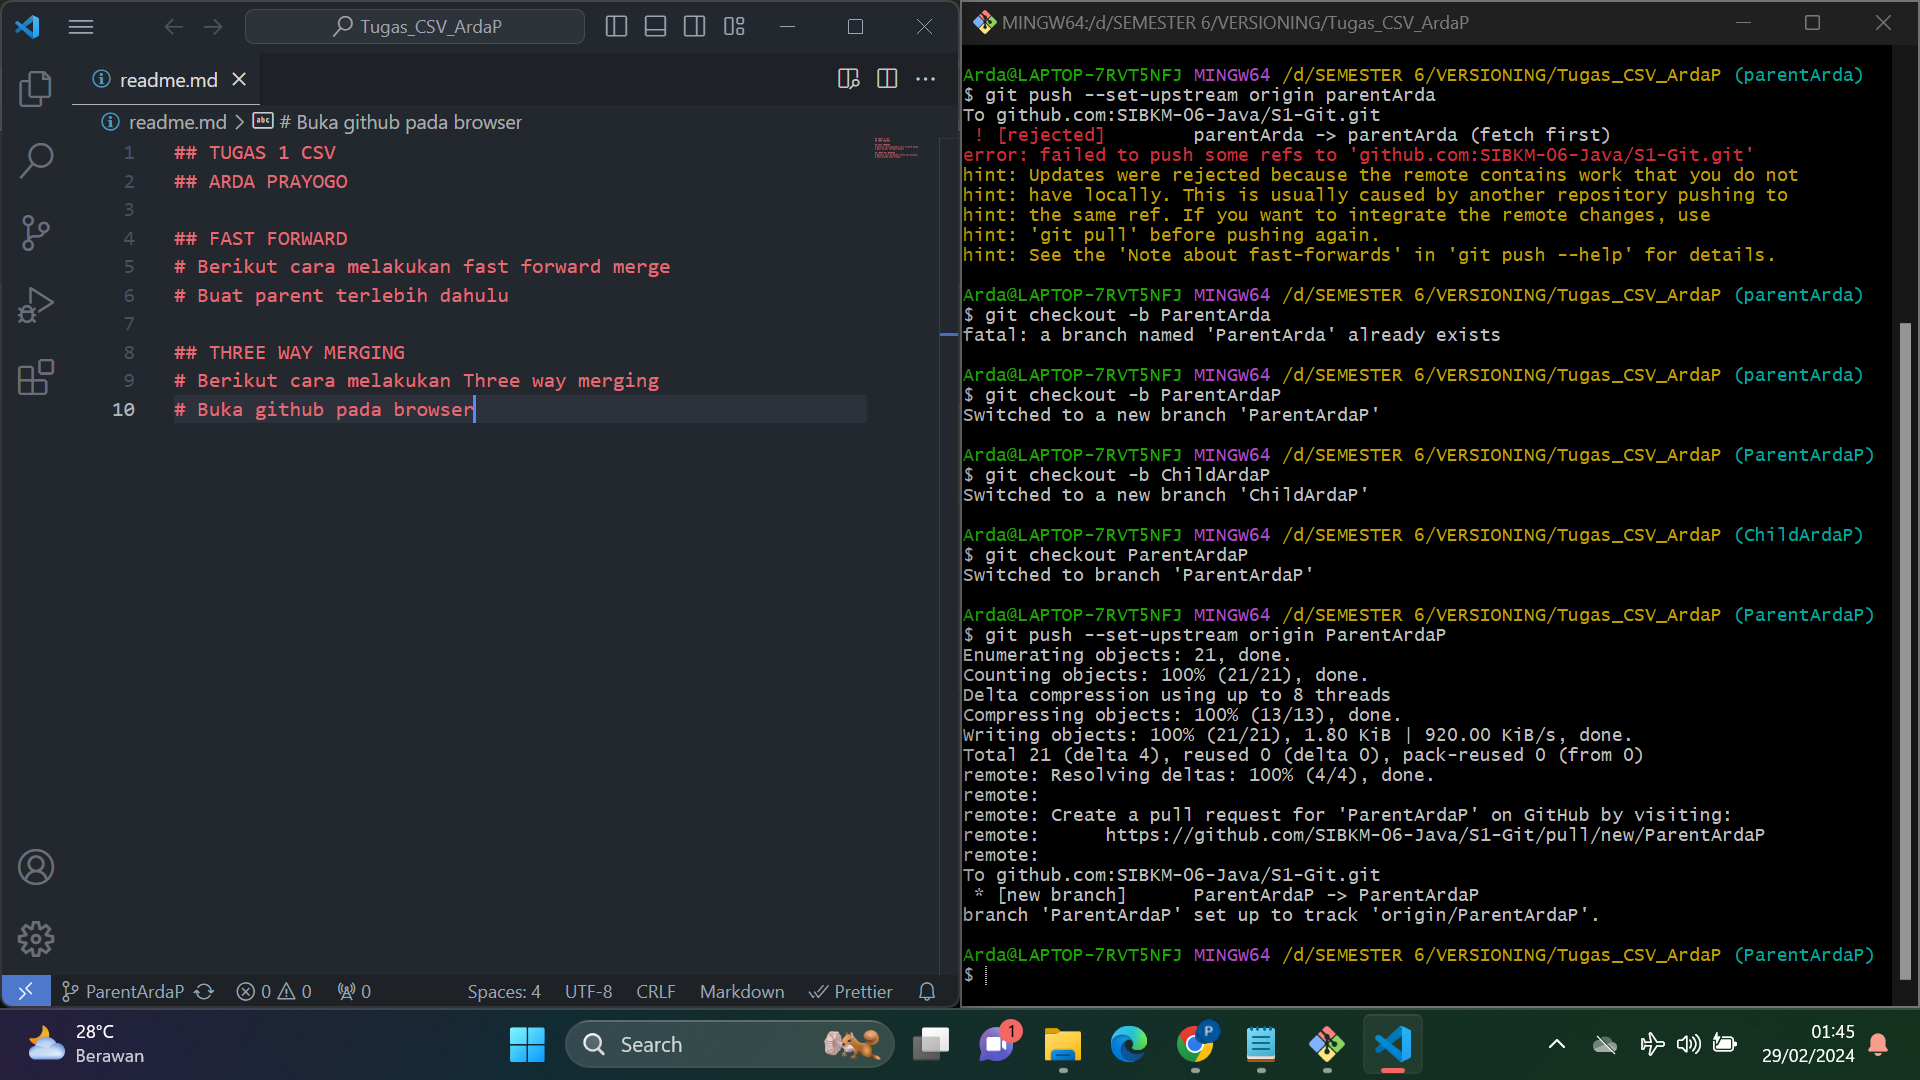 Tugas_CSV_ArdaP
readme.md
readme.md > # Buka github pada browser
1 ## TUGAS 1 CSV
2 ## ARDA PRAYOGO
3
4 ## FAST FORWARD
5 # Berikut cara melakukan fast forward merge
6 # Buat parent terlebih dahulu
7
8 ## THREE WAY MERGING
9 # Berikut cara melakukan Three way merging
10 # Buka github pada browser
ParentArdaP 0 0 0 Spaces: 4 UTF-8 CRLF Markdown Prettier
MINGW64:/d/SEMESTER 6/VERSIONING/Tugas_CSV_ArdaP
Arda@LAPTOP-7RVT5NFJ MINGW64 /d/SEMESTER 6/VERSIONING/Tugas_CSV_ArdaP (parentArda)
$ git push --set-upstream origin parentArda
To github.com:SIBKM-06-Java/S1-Git.git
 ! [rejected]        parentArda -> parentArda (fetch first)
error: failed to push some refs to 'github.com:SIBKM-06-Java/S1-Git.git'
hint: Updates were rejected because the remote contains work that you do not
hint: have locally. This is usually caused by another repository pushing to
hint: the same ref. If you want to integrate the remote changes, use
hint: 'git pull' before pushing again.
hint: See the 'Note about fast-forwards' in 'git push --help' for details.
Arda@LAPTOP-7RVT5NFJ MINGW64 /d/SEMESTER 6/VERSIONING/Tugas_CSV_ArdaP (parentArda)
$ git checkout -b ParentArda
fatal: a branch named 'ParentArda' already exists
Arda@LAPTOP-7RVT5NFJ MINGW64 /d/SEMESTER 6/VERSIONING/Tugas_CSV_ArdaP (parentArda)
$ git checkout -b ParentArdaP
Switched to a new branch 'ParentArdaP'
Arda@LAPTOP-7RVT5NFJ MINGW64 /d/SEMESTER 6/VERSIONING/Tugas_CSV_ArdaP (ParentArdaP)
$ git checkout -b ChildArdaP
Switched to a new branch 'ChildArdaP'
Arda@LAPTOP-7RVT5NFJ MINGW64 /d/SEMESTER 6/VERSIONING/Tugas_CSV_ArdaP (ChildArdaP)
$ git checkout ParentArdaP
Switched to branch 'ParentArdaP'
Arda@LAPTOP-7RVT5NFJ MINGW64 /d/SEMESTER 6/VERSIONING/Tugas_CSV_ArdaP (ParentArdaP)
$ git push --set-upstream origin ParentArdaP
Enumerating objects: 21, done.
Counting objects: 100% (21/21), done.
Delta compression using up to 8 threads
Compressing objects: 100% (13/13), done.
Writing objects: 100% (21/21), 1.80 KiB | 920.00 KiB/s, done.
Total 21 (delta 4), reused 0 (delta 0), pack-reused 0 (from 0)
remote: Resolving deltas: 100% (4/4), done.
remote:
remote: Create a pull request for 'ParentArdaP' on GitHub by visiting:
remote:      https://github.com/SIBKM-06-Java/S1-Git/pull/new/ParentArdaP
remote:
To github.com:SIBKM-06-Java/S1-Git.git
 * [new branch]      ParentArdaP -> ParentArdaP
branch 'ParentArdaP' set up to track 'origin/ParentArdaP'.
Arda@LAPTOP-7RVT5NFJ MINGW64 /d/SEMESTER 6/VERSIONING/Tugas_CSV_ArdaP (ParentArdaP)
$
28°C
Berawan
Search
1
P
01:45
29/02/2024